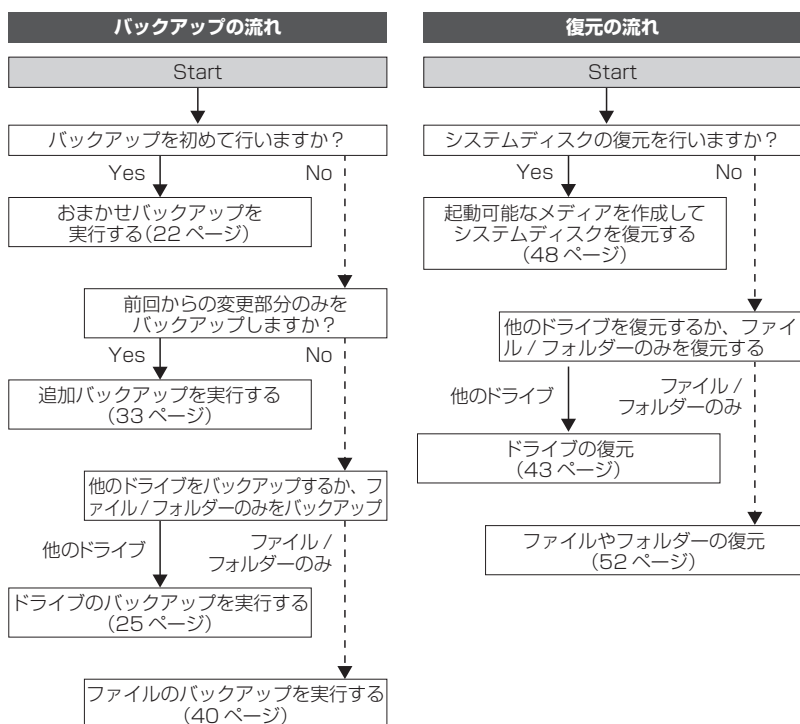 バックアップの流れ
Start
バックアップを初めて行いますか？
Yes
No
おまかせバックアップを
実行する(22 ページ)
前回からの変更部分のみを
バックアップしますか？
Yes
No
追加バックアップを実行する
(33 ページ)
他のドライブをバックアップするか、フ
ァイル / フォルダーのみをバックアップ
他のドライブ
ファイル /
フォルダーのみ
ドライブのバックアップを実行する
(25 ページ)
ファイルのバックアップを実行する
(40 ページ)
復元の流れ
Start
システムディスクの復元を行いますか？
Yes
No
起動可能なメディアを作成して
システムディスクを復元する
(48 ページ)
他のドライブを復元するか、ファイ
ル / フォルダーのみを復元する
他のドライブ
ファイル /
フォルダーのみ
ドライブの復元
(43 ページ)
ファイルやフォルダーの復元
(52 ページ)